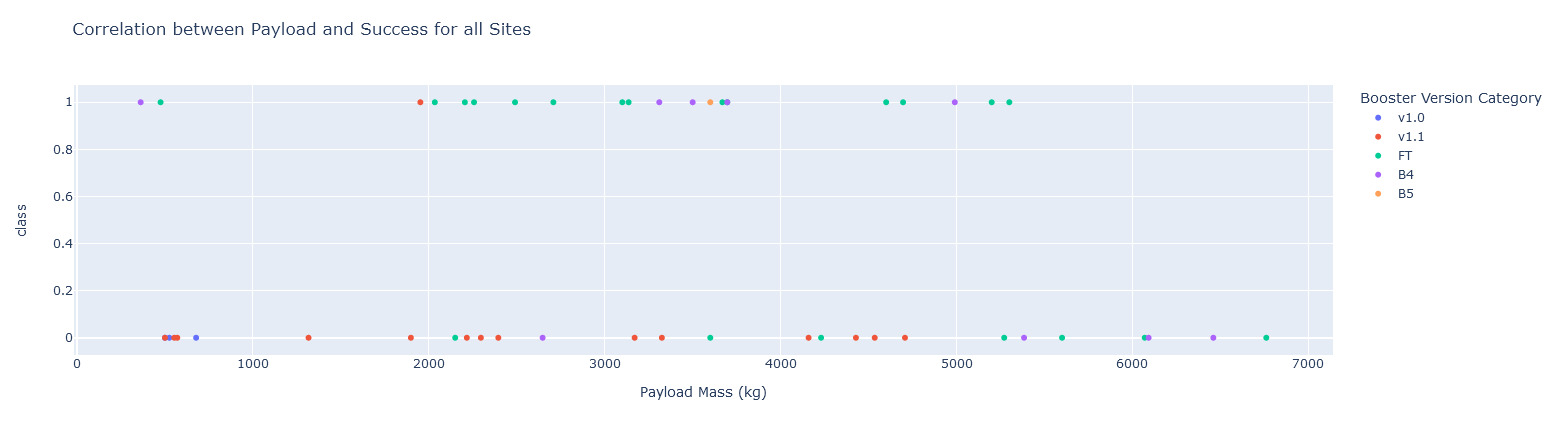 Correlation between Payload and Success for all Sites
1
0.8
0.6
0.4
0.2
0
class
0 1000 2000 3000 4000 5000 6000 7000
Payload Mass (kg)
Booster Version Category
v1.0
v1.1
FT
B4
B5